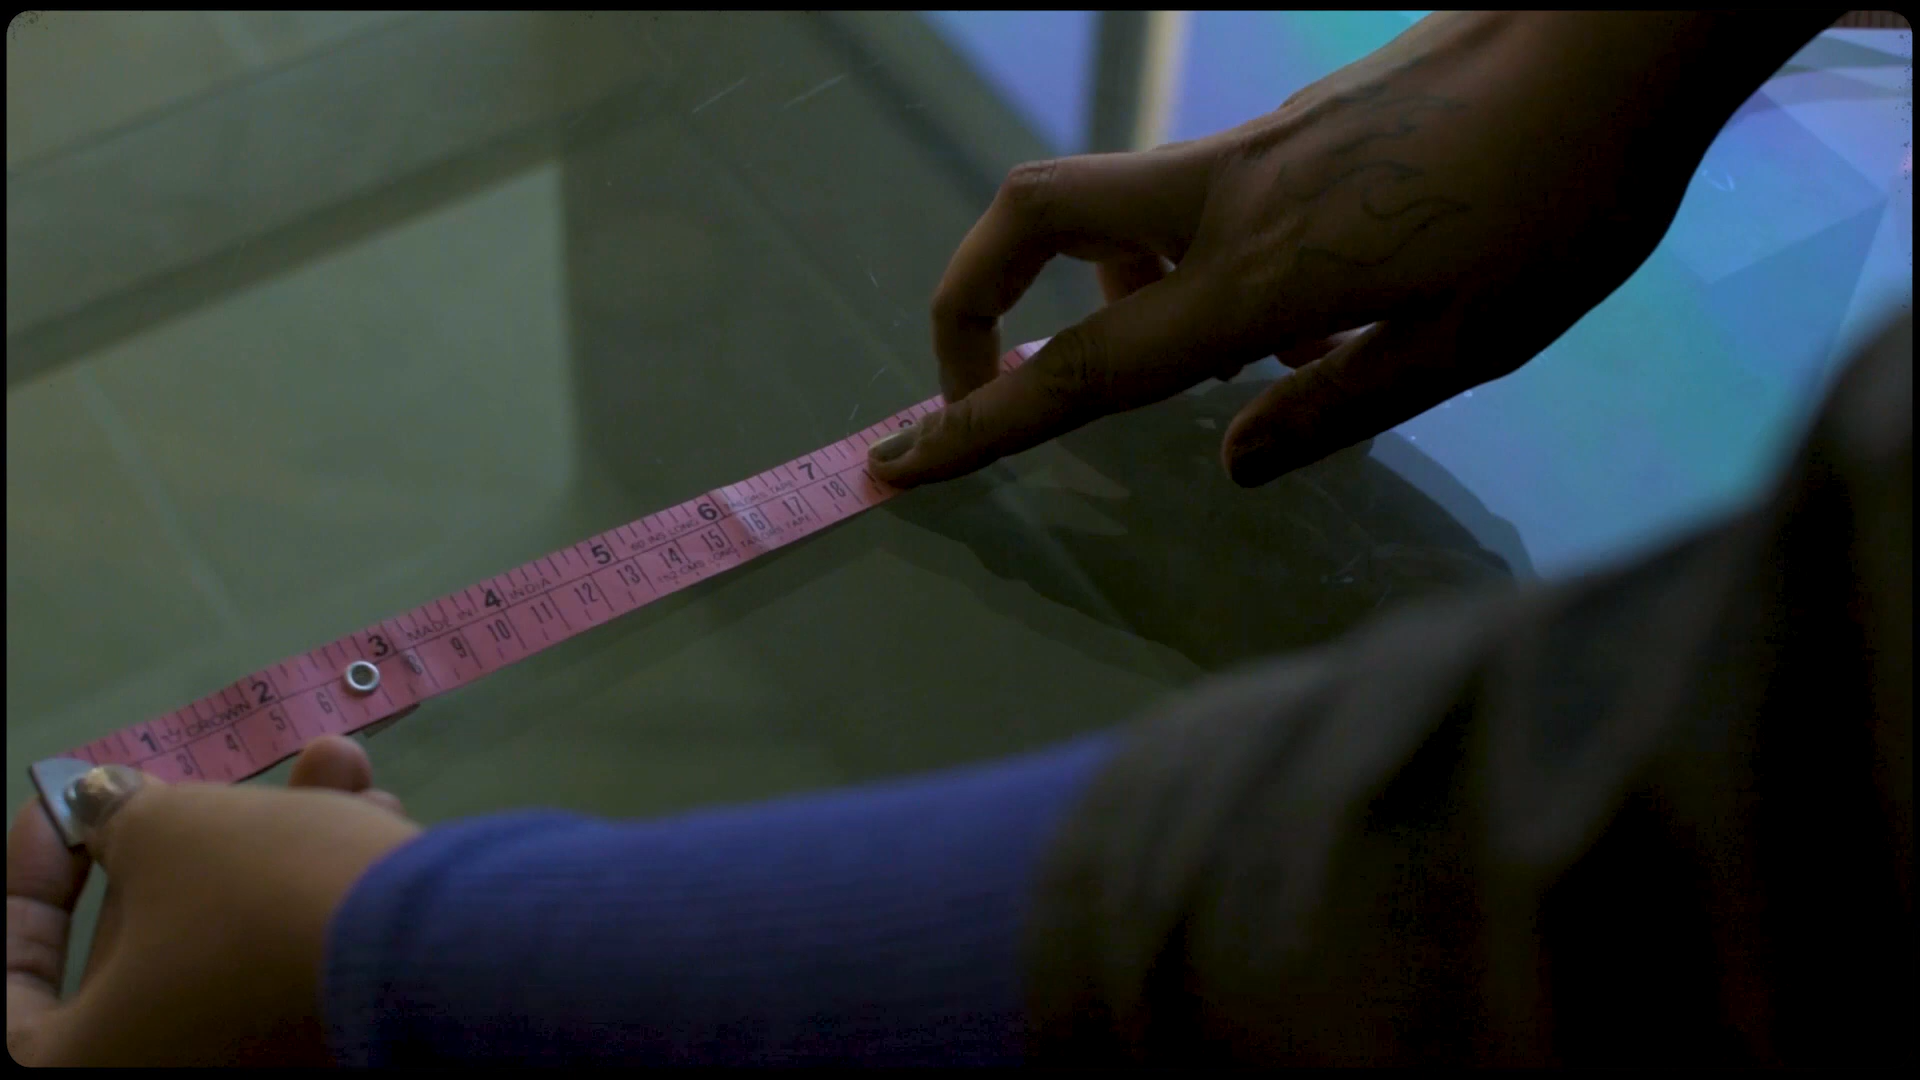 1 CROWN 2 3 MADE IN 4 INDIA 5 60 INS LONG 6 TAILORS TAPE 7
3 4 5 6 8 9 10 11 12 13 14 15 16 17 18
152 CMS LONG TAILORS TAPE